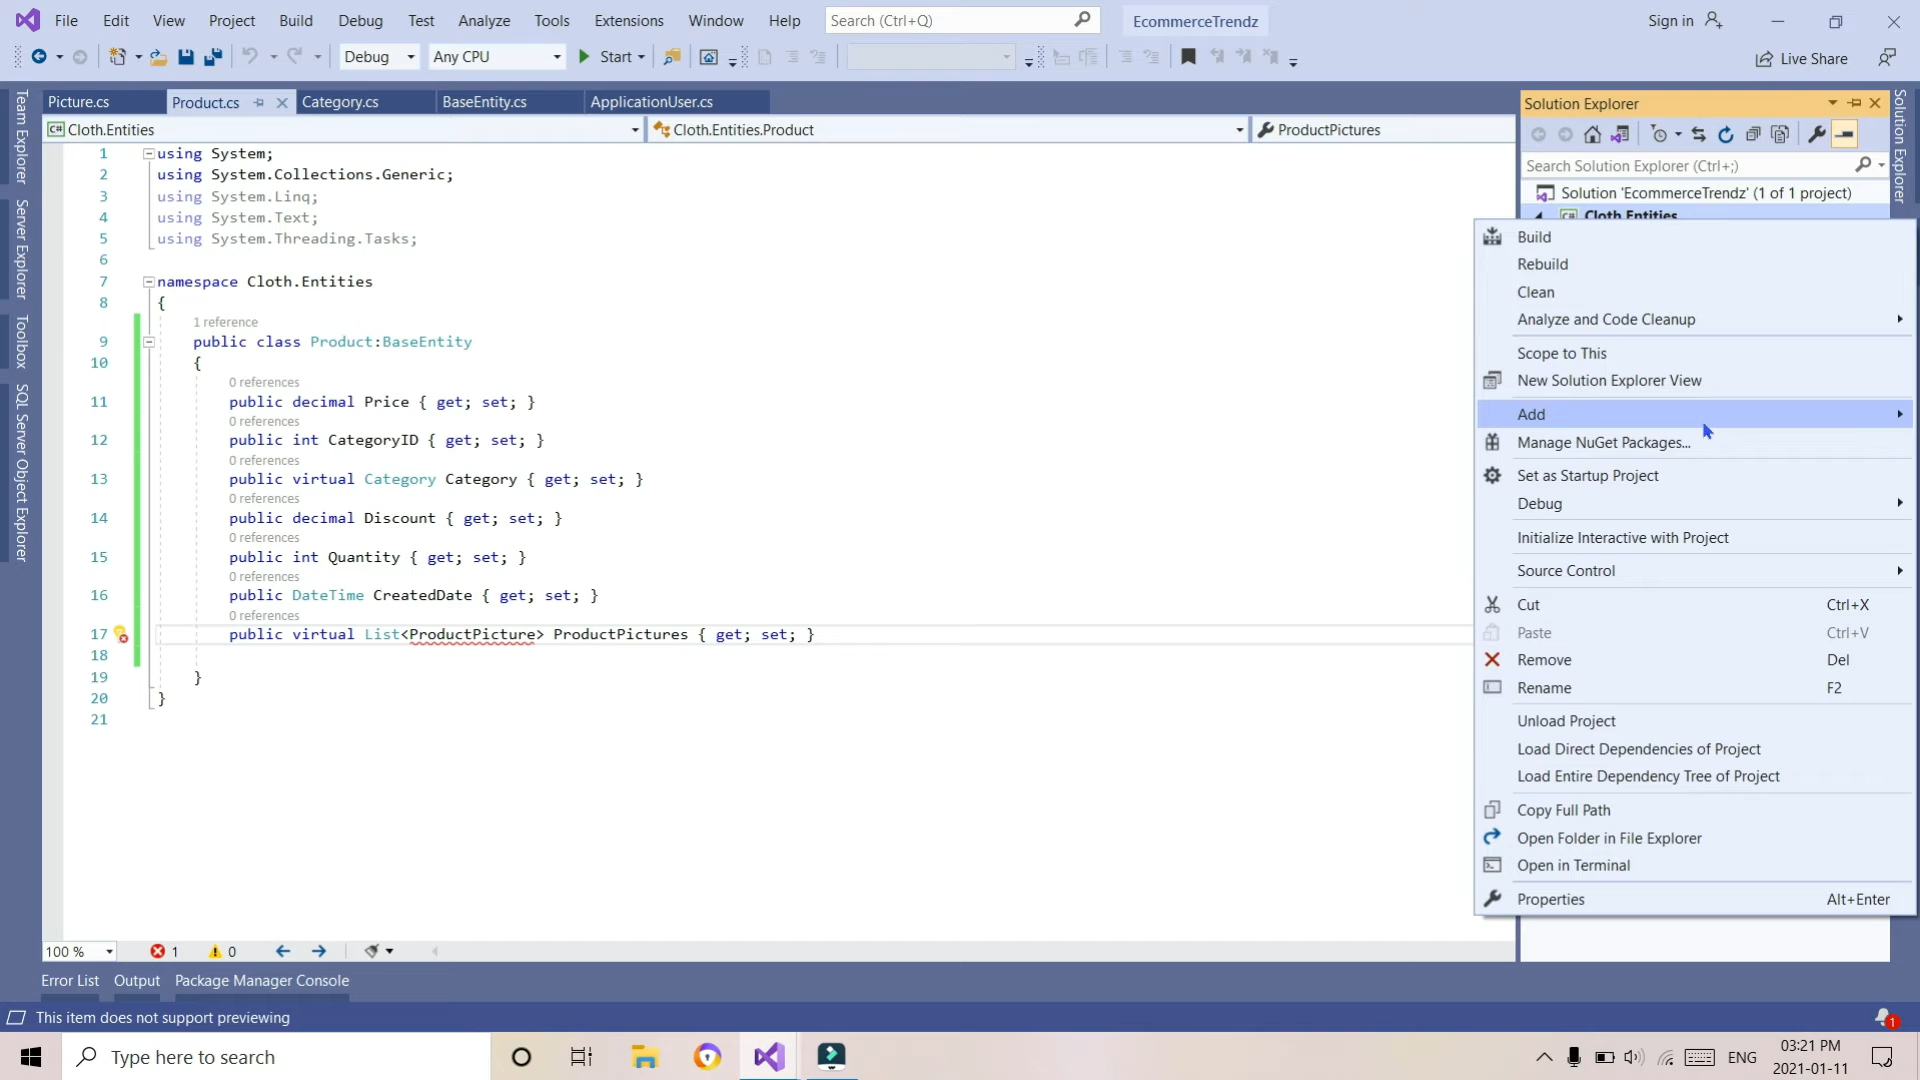 File Edit View Project Build Debug Test Analyze Tools Extensions Window Help Search (Ctrl+Q) EcommerceTrendz Sign in
Debug Any CPU Start Live Share
Picture.cs Product.cs Category.cs BaseEntity.cs ApplicationUser.cs
C# Cloth.Entities Cloth.Entities.Product ProductPictures
Team Explorer
Server Explorer
Toolbox
SQL Server Object Explorer
1 using System;
2 using System.Collections.Generic;
3 using System.Linq;
4 using System.Text;
5 using System.Threading.Tasks;
6
7 namespace Cloth.Entities
8 {
1 reference
9 public class Product:BaseEntity
10 {
0 references
11 public decimal Price { get; set; }
0 references
12 public int CategoryID { get; set; }
0 references
13 public virtual Category Category { get; set; }
0 references
14 public decimal Discount { get; set; }
0 references
15 public int Quantity { get; set; }
0 references
16 public DateTime CreatedDate { get; set; }
0 references
17 public virtual List<ProductPicture> ProductPictures { get; set; }
18
19 }
20 }
21
100 % 1 0
Error List Output Package Manager Console
This item does not support previewing
Solution Explorer
Search Solution Explorer (Ctrl+;)
Solution 'EcommerceTrendz' (1 of 1 project)
C# Cloth.Entities
Solution Explorer
Build
Rebuild
Clean
Analyze and Code Cleanup
Scope to This
New Solution Explorer View
Add
Manage NuGet Packages...
Set as Startup Project
Debug
Initialize Interactive with Project
Source Control
Cut Ctrl+X
Paste Ctrl+V
Remove Del
Rename F2
Unload Project
Load Direct Dependencies of Project
Load Entire Dependency Tree of Project
Copy Full Path
Open Folder in File Explorer
Open in Terminal
Properties Alt+Enter
1
Type here to search
ENG
03:21 PM
2021-01-11